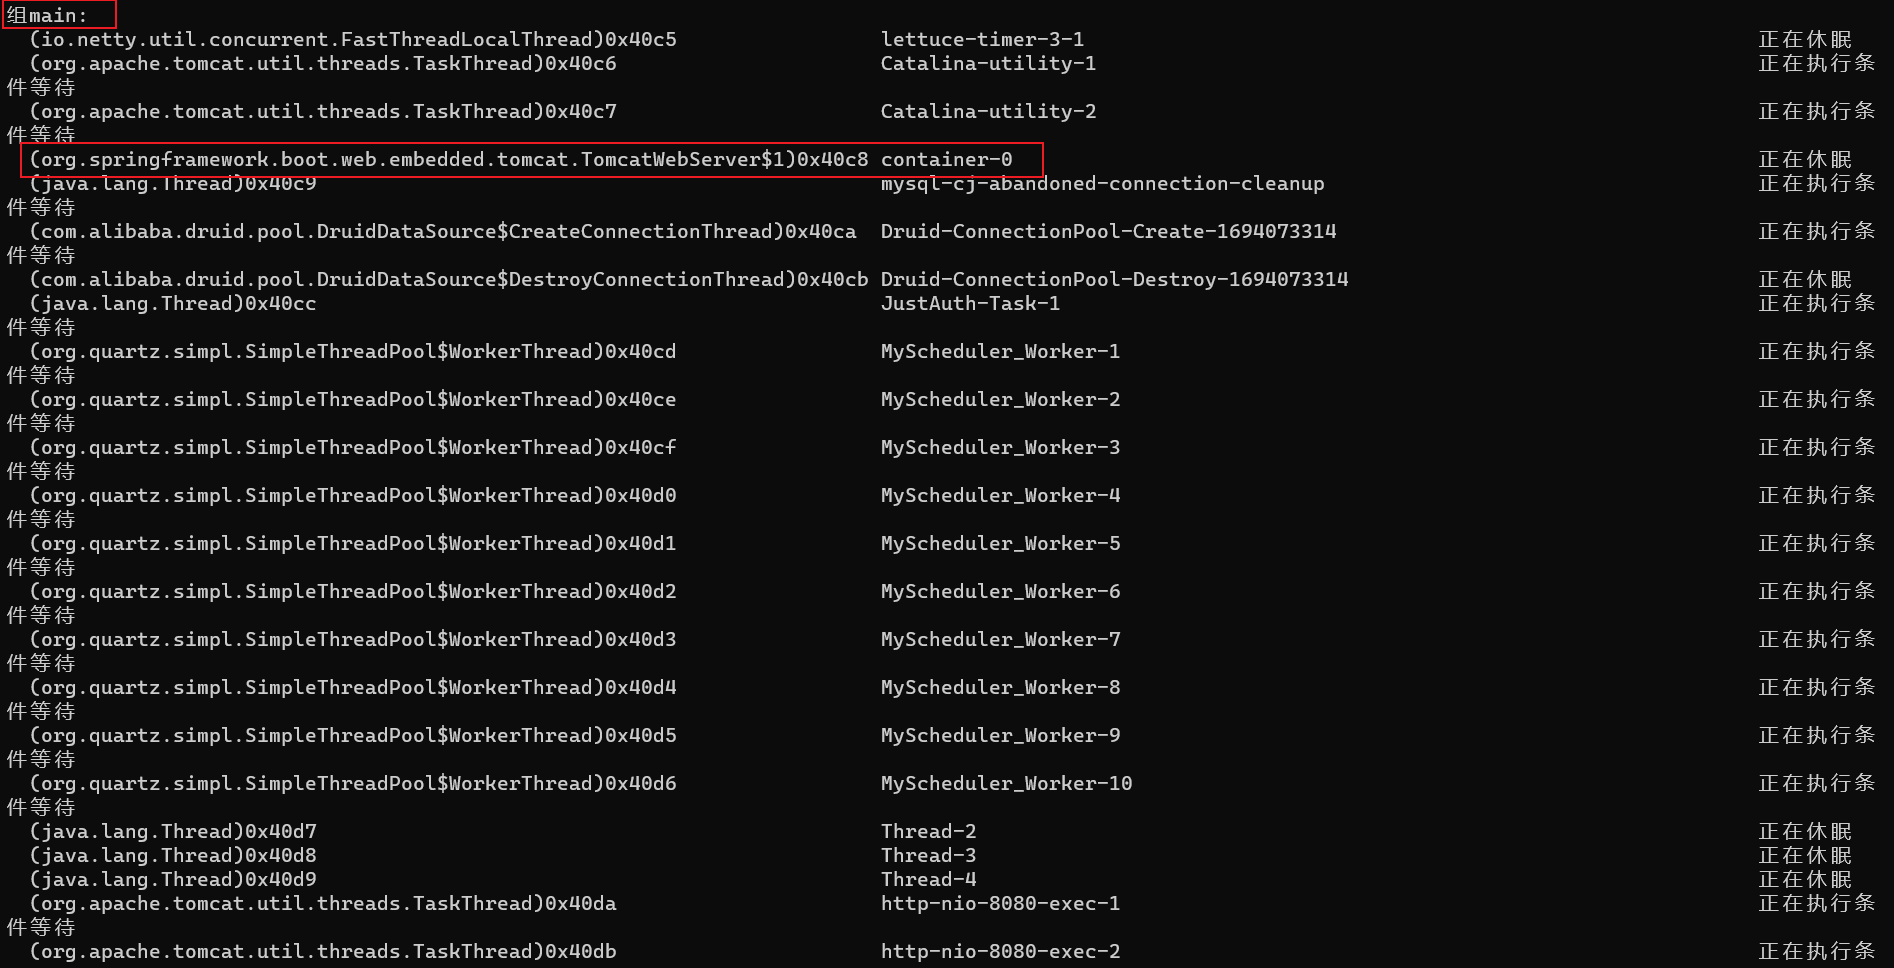 组main:
(io.netty.util.concurrent.FastThreadLocalThread)0x40c5 lettuce-timer-3-1 正在休眠
(org.apache.tomcat.util.threads.TaskThread)0x40c6 Catalina-utility-1 正在执行条
件等待
(org.apache.tomcat.util.threads.TaskThread)0x40c7 Catalina-utility-2 正在执行条
件等待
(org.springframework.boot.web.embedded.tomcat.TomcatWebServer$1)0x40c8 container-0 正在休眠
(java.lang.Thread)0x40c9 mysql-cj-abandoned-connection-cleanup 正在执行条
件等待
(com.alibaba.druid.pool.DruidDataSource$CreateConnectionThread)0x40ca Druid-ConnectionPool-Create-1694073314 正在执行条
件等待
(com.alibaba.druid.pool.DruidDataSource$DestroyConnectionThread)0x40cb Druid-ConnectionPool-Destroy-1694073314 正在休眠
(java.lang.Thread)0x40cc JustAuth-Task-1 正在执行条
件等待
(org.quartz.simpl.SimpleThreadPool$WorkerThread)0x40cd MyScheduler_Worker-1 正在执行条
件等待
(org.quartz.simpl.SimpleThreadPool$WorkerThread)0x40ce MyScheduler_Worker-2 正在执行条
件等待
(org.quartz.simpl.SimpleThreadPool$WorkerThread)0x40cf MyScheduler_Worker-3 正在执行条
件等待
(org.quartz.simpl.SimpleThreadPool$WorkerThread)0x40d0 MyScheduler_Worker-4 正在执行条
件等待
(org.quartz.simpl.SimpleThreadPool$WorkerThread)0x40d1 MyScheduler_Worker-5 正在执行条
件等待
(org.quartz.simpl.SimpleThreadPool$WorkerThread)0x40d2 MyScheduler_Worker-6 正在执行条
件等待
(org.quartz.simpl.SimpleThreadPool$WorkerThread)0x40d3 MyScheduler_Worker-7 正在执行条
件等待
(org.quartz.simpl.SimpleThreadPool$WorkerThread)0x40d4 MyScheduler_Worker-8 正在执行条
件等待
(org.quartz.simpl.SimpleThreadPool$WorkerThread)0x40d5 MyScheduler_Worker-9 正在执行条
件等待
(org.quartz.simpl.SimpleThreadPool$WorkerThread)0x40d6 MyScheduler_Worker-10 正在执行条
件等待
(java.lang.Thread)0x40d7 Thread-2 正在休眠
(java.lang.Thread)0x40d8 Thread-3 正在休眠
(java.lang.Thread)0x40d9 Thread-4 正在休眠
(org.apache.tomcat.util.threads.TaskThread)0x40da http-nio-8080-exec-1 正在执行条
件等待
(org.apache.tomcat.util.threads.TaskThread)0x40db http-nio-8080-exec-2 正在执行条